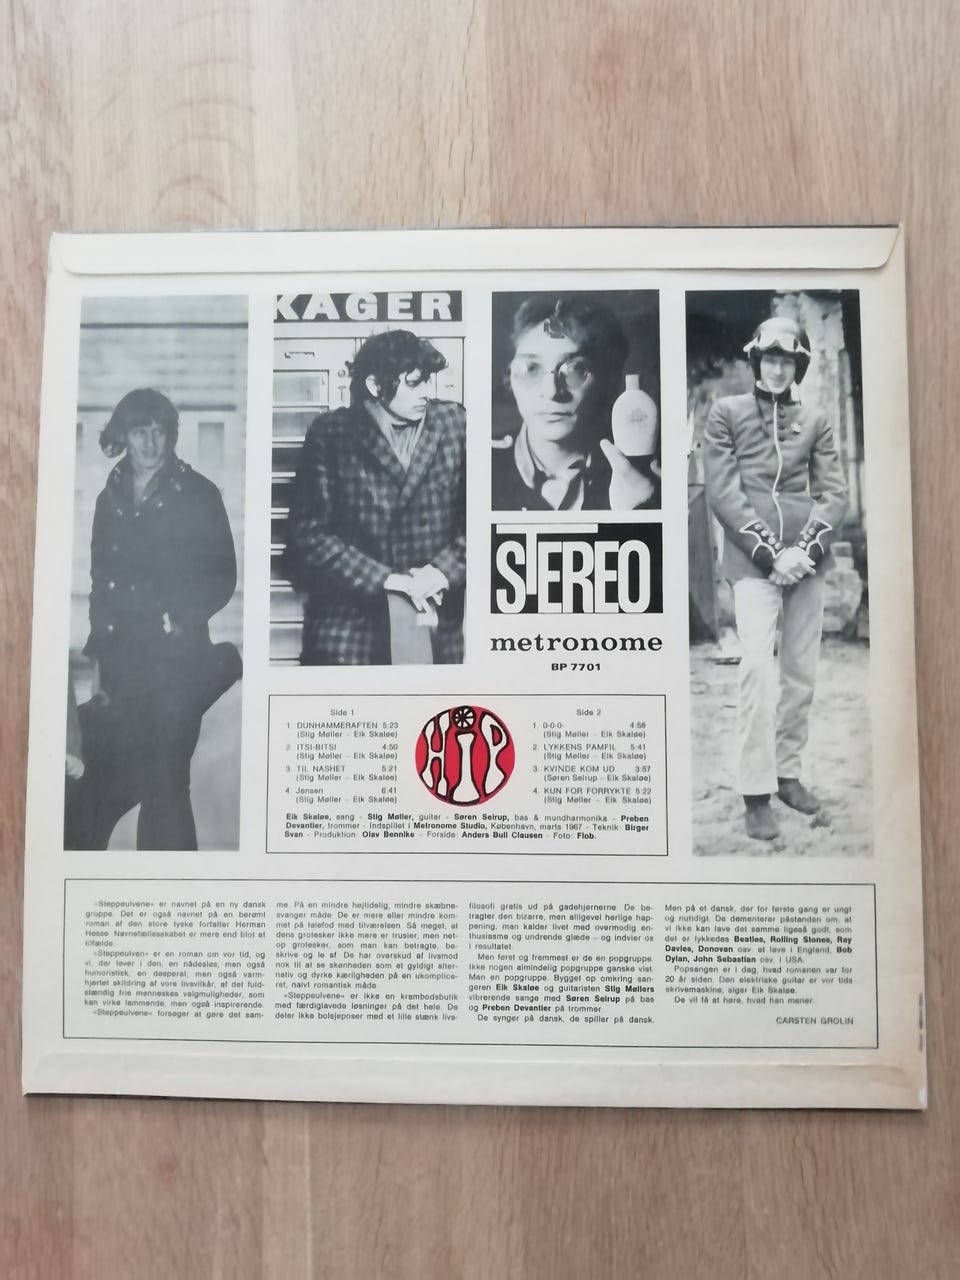 KAGER
STEREO
metronome
BP 7701
Side 1
1. DUNHAMMERAFTEN 5:23
(Stig Møller - Eik Skaløe)
2. ITSI-BITSI 4:50
(Stig Møller - Eik Skaløe)
3. TIL NASHET 5:21
(Stig Møller - Eik Skaløe)
4. Jensen 6:41
(Stig Møller - Eik Skaløe)
HIP
Side 2
1. 0-0-0- 4:58
(Stig Møller - Eik Skaløe)
2. LYKKENS PAMFIL 5:41
(Stig Møller - Eik Skaløe)
3. KVINDE KOM UD 3:57
(Søren Seirup - Eik Skaløe)
4. KUN FOR FORRYKTE 5:22
(Stig Møller - Eik Skaløe)
Eik Skaløe, sang - Stig Møller, guitar - Søren Seirup, bas & mundharmonika - Preben
Devantier, trommer - Indspillet i Metronome Studio, København, marts 1967 - Teknik: Birger
Svan - Produktion: Olav Bennike - Forside: Anders Bull Clausen - Foto: Flob.
»Steppeulvene« er navnet på en ny dansk
gruppe. Det er også navnet på en berømt
roman af den store tyske forfatter Herman
Hesse. Navnefællesskabet er mere end blot et
tilfælde.
»Steppeulven« er en roman om vor tid, og
vi, der lever i den, en nådesløs, men også
humoristisk, en desperat, men også varm-
hjertet skildring af vore livsvilkår, af det fuld-
stændig frie menneskes valgmuligheder, som
kan virke lammende, men også inspirerende.
»Steppeulvene« forsøger at gøre det sam-
me. På en mindre højtidelig, mindre skæbne-
svanger måde. De er mere eller mindre kom-
met på talefod med tilværelsen. Så meget, at
dens grotesker ikke mere er trusler, men net-
op grotesker, som man kan betragte, be-
skrive og le af. De har overskud af livsmod
nok til at se skønheden som et gyldigt alter-
nativ og dyrke kærligheden på en ukomplice-
ret, naivt romantisk måde.
»Steppeulvene« er ikke en krambodsbutik
med færdiglavede løsninger på det hele. De
deler ikke bolsjeposer med et lille stænk livs-
filosofi gratis ud på gadehjørnerne. De be-
tragter den bizarre, men alligevel herlige hap-
pening, man kalder livet med overmodig en-
thusiasme og undrende glæde - og indvier os
i resultatet.
Men først og fremmest er de en popgruppe.
Ikke nogen almindelig popgruppe ganske vist.
Men en popgruppe. Bygget op omkring san-
geren Eik Skaløe og guitaristen Stig Møllers
vibrerende sange med Søren Seirup på bas
og Preben Devantier på trommer.
De synger på dansk, de spiller på dansk.
Men på et dansk, der for første gang er ungt
og nutidigt. De dementerer påstanden om, at
vi ikke kan lave det samme ligeså godt, som
det er lykkedes Beatles, Rolling Stones, Ray
Davies, Donovan osv. at lave i England, Bob
Dylan, John Sebastian osv. i USA.
Popsangen er i dag, hvad romanen var for
20 år siden. Den elektriske guitar er vor tids
skrivemaskine, siger Eik Skaløe.
De vil få at høre, hvad han mener.
CARSTEN GROLIN